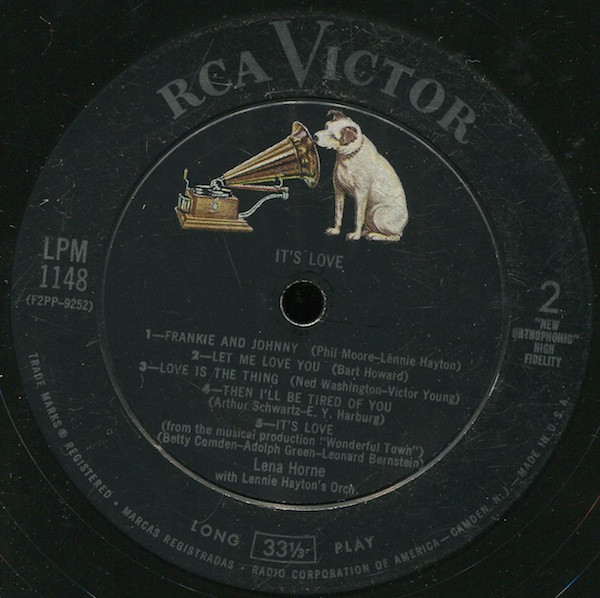 RCA VICTOR
IT'S LOVE
LPM
1148
(F2PP-9252)
2
"NEW
ORTHOPHONIC"
HIGH
FIDELITY
1—FRANKIE AND JOHNNY (Phil Moore-Lennie Hayton)
2—LET ME LOVE YOU (Bart Howard)
3—LOVE IS THE THING (Ned Washington-Victor Young)
4—THEN I'LL BE TIRED OF YOU
(Arthur Schwartz-E. Y. Harburg)
5—IT'S LOVE
(from the musical production "Wonderful Town")
(Betty Comden-Adolph Green-Leonard Bernstein)
Lena Horne
with Lennie Hayton's Orch.
LONG 33⅓ PLAY
TRADE MARKS ® REGISTERED • MARCAS REGISTRADAS • RADIO CORPORATION OF AMERICA—CAMDEN, N. J.—MADE IN U.S.A.